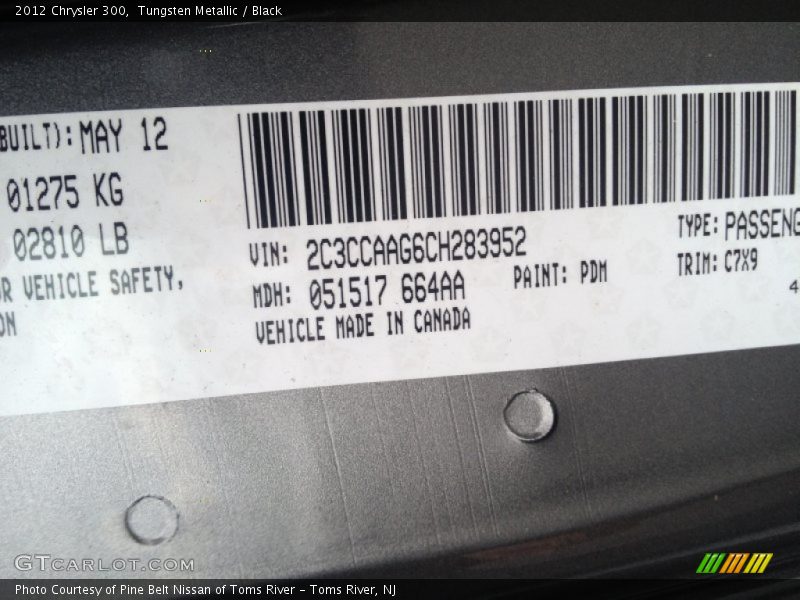 2012 Chrysler 300,  Tungsten Metallic / Black
BUILT): MAY 12
01275 KG
02810 LB
R VEHICLE SAFETY,
ON
VIN: 2C3CCAAG6CH283952
TYPE: PASSENG
MDH: 051517 664AA
PAINT: PDM
TRIM: C7X9
VEHICLE MADE IN CANADA
4
GTCARLOT.COM
Photo Courtesy of Pine Belt Nissan of Toms River – Toms River, NJ